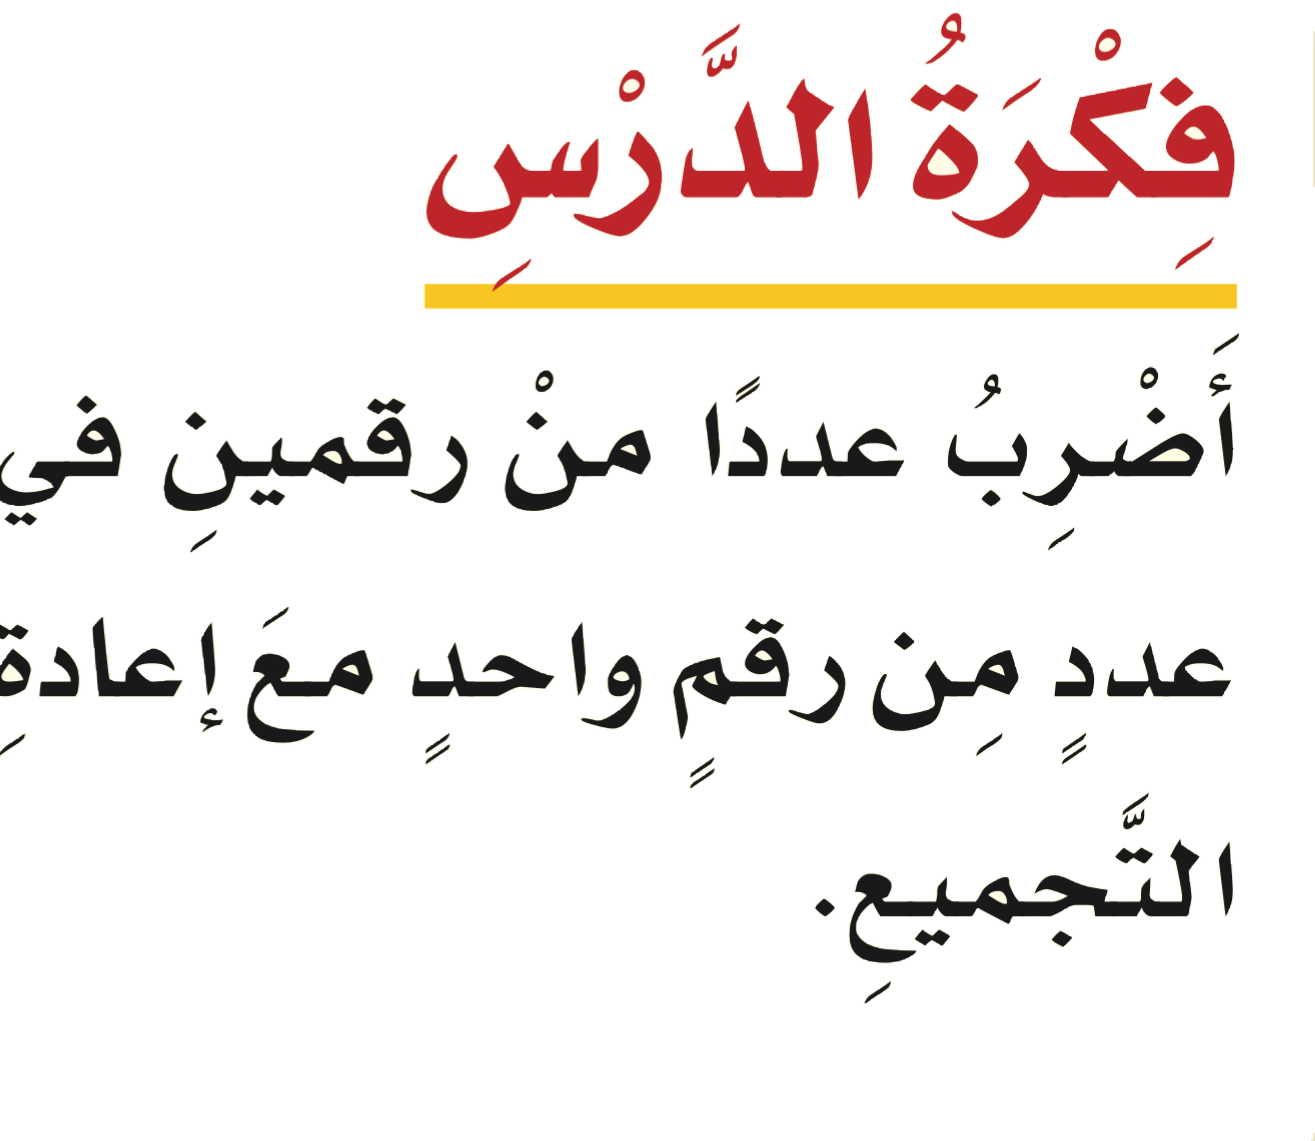 فِكْرَةُ الدَّرْسِ
أَضْرِبُ عددًا منْ رقمينِ في
عددٍ مِن رقمٍ واحدٍ معَ إعادةِ
التَّجميعِ.